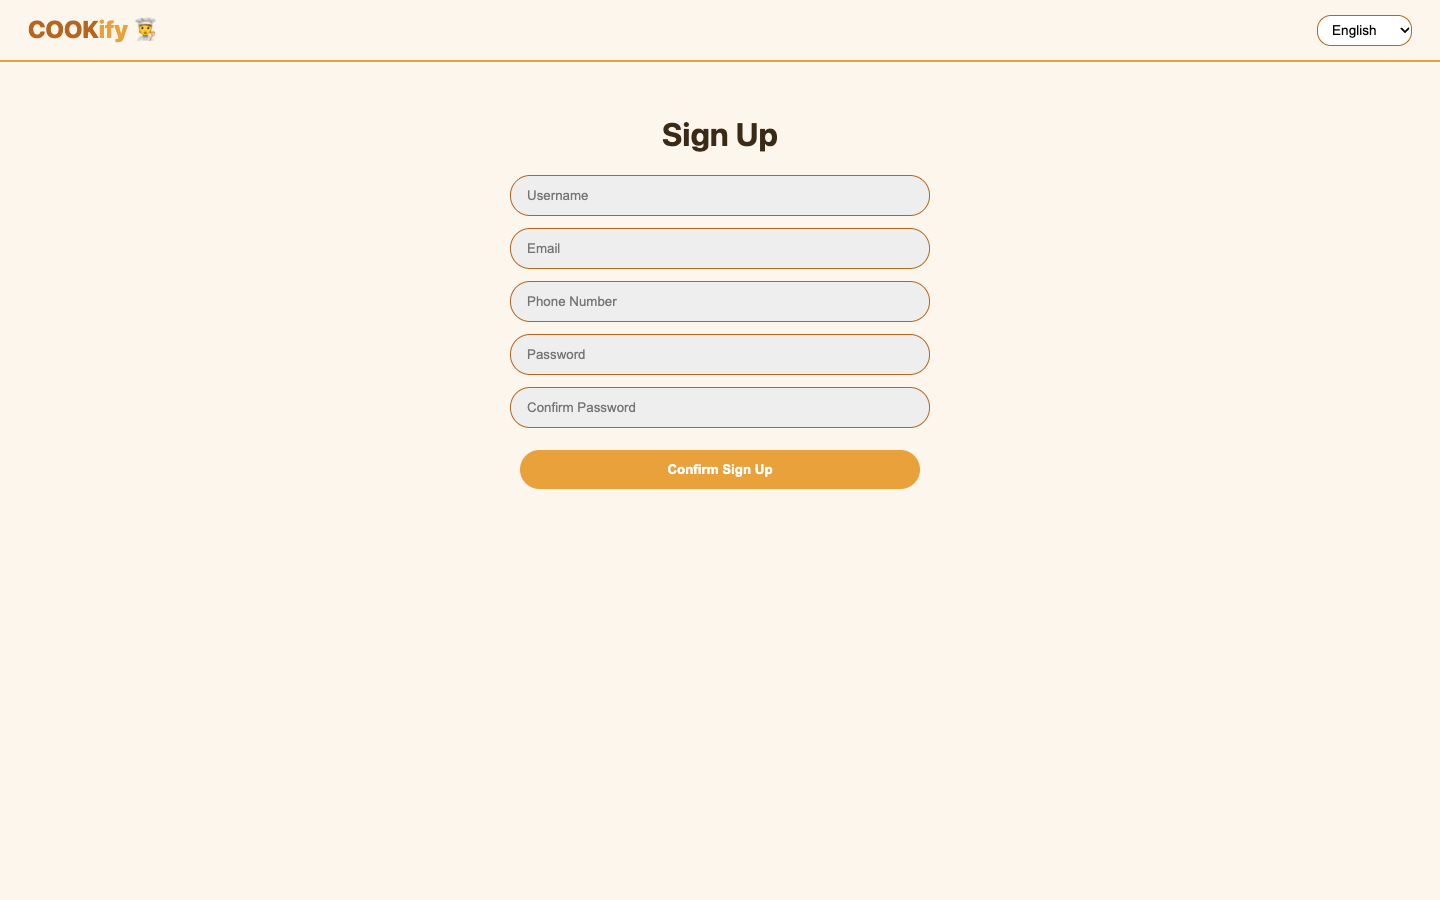 COOKify
English
Sign Up
Username
Email
Phone Number
Password
Confirm Password
Confirm Sign Up